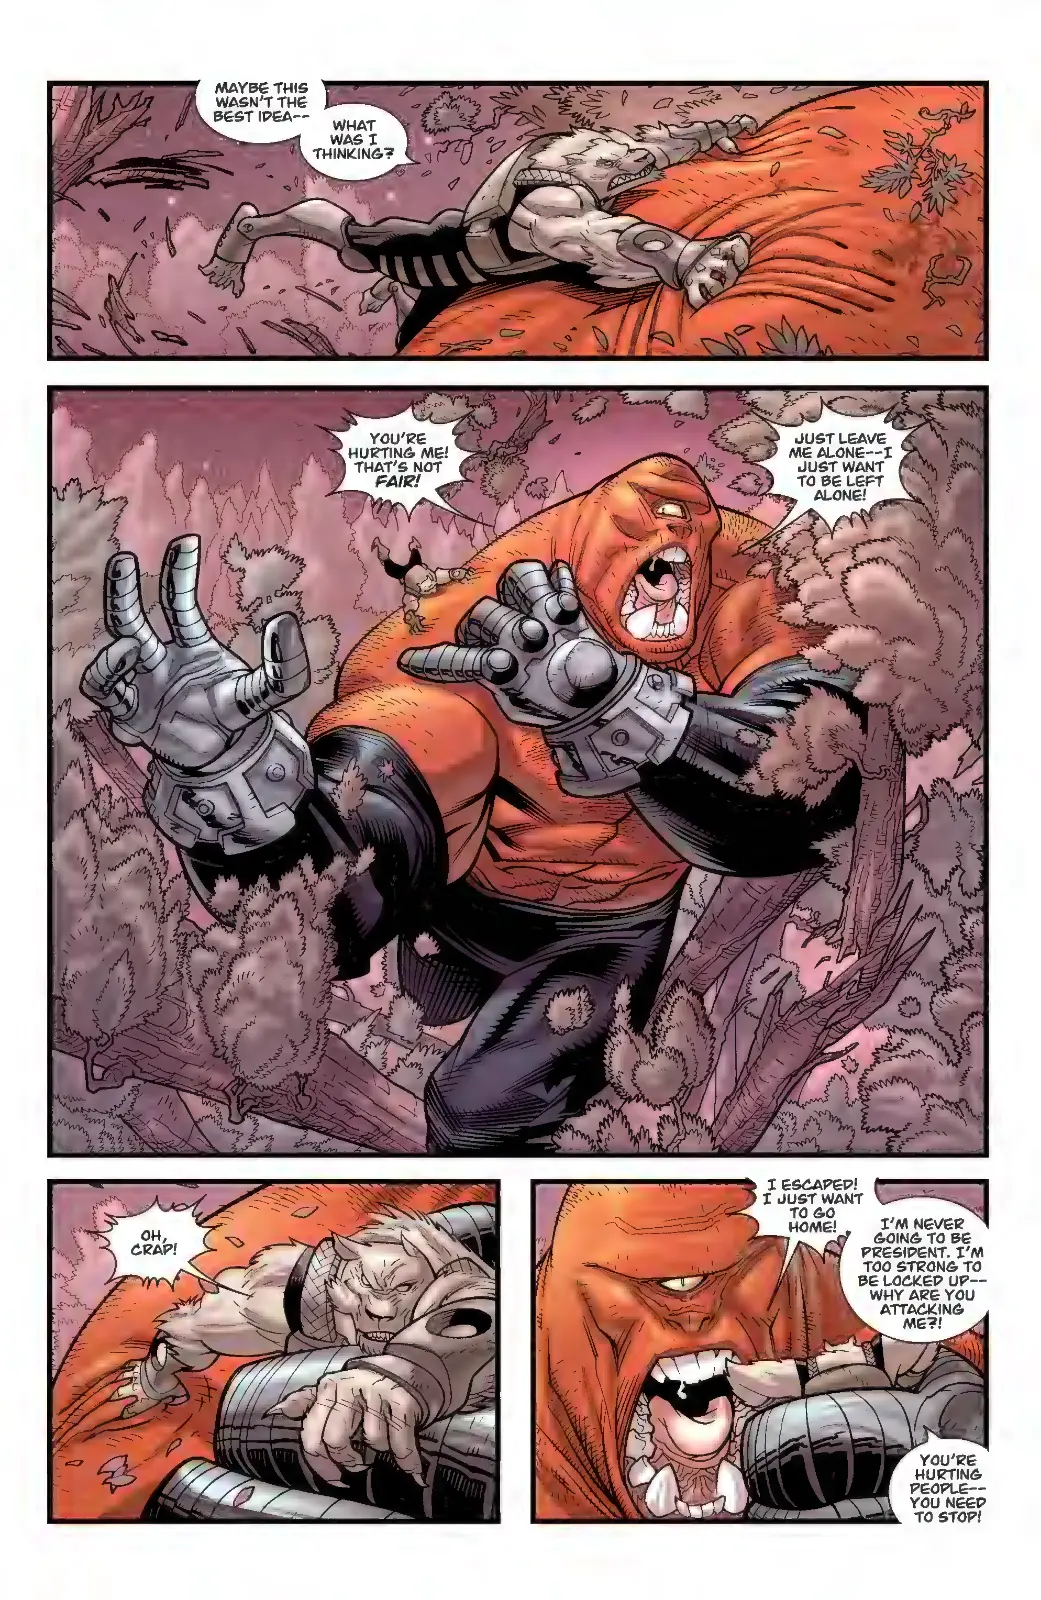 MAYBE THIS
WASN'T THE
BEST IDEA--
WHAT
WAS I
THINKING?
YOU'RE
HURTING ME!
THAT'S NOT
FAIR!
JUST LEAVE
ME ALONE--I
JUST WANT
TO BE LEFT
ALONE!
OH,
CRAP!
I ESCAPED!
I JUST WANT
TO GO
HOME!
I'M NEVER
GOING TO BE
PRESIDENT. I'M
TOO STRONG TO
BE LOCKED UP--
WHY ARE YOU
ATTACKING
ME?!
YOU'RE
HURTING
PEOPLE--
YOU NEED
TO STOP!